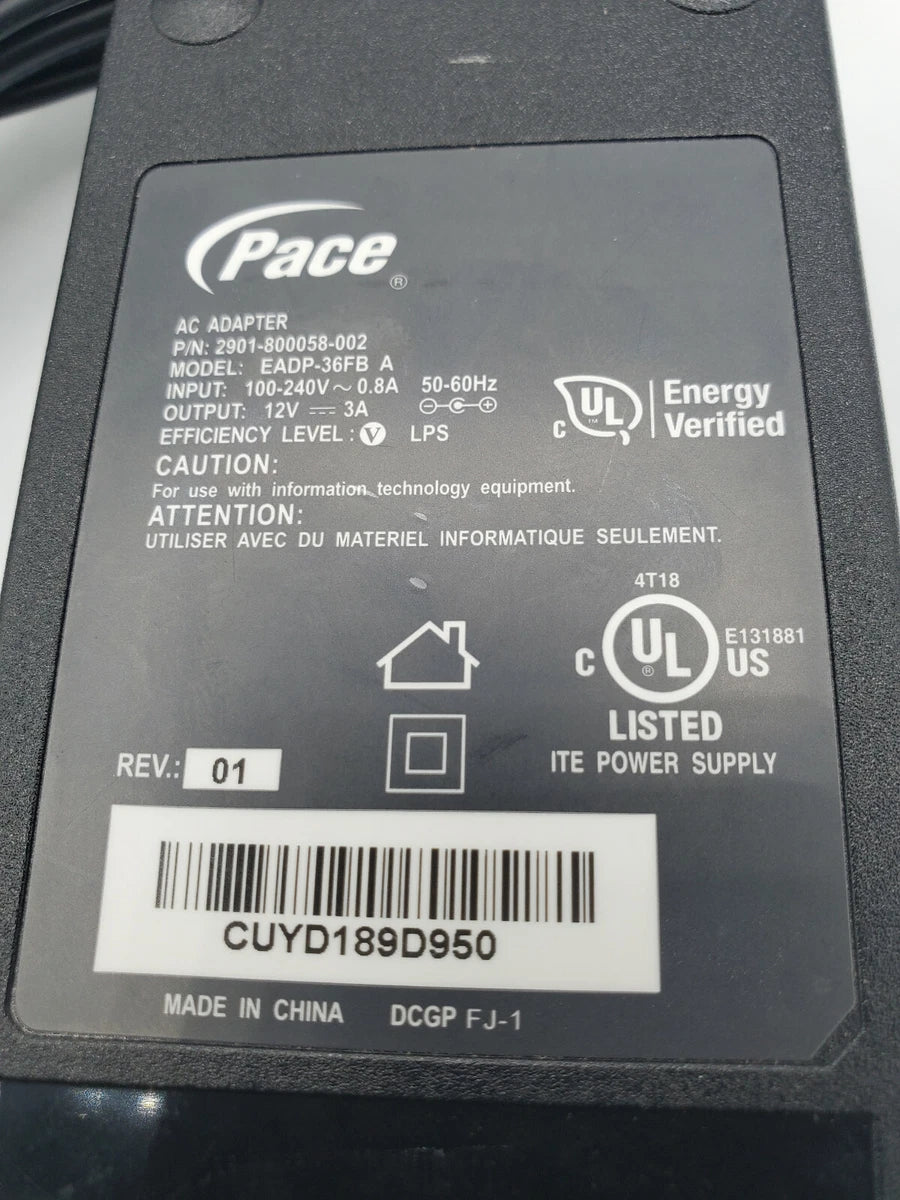 Pace®
AC ADAPTER
P/N: 2901-800058-002
MODEL: EADP-36FB A
INPUT: 100-240V ~ 0.8A 50-60Hz
OUTPUT: 12V ⎓ 3A
EFFICIENCY LEVEL : V LPS
C UL™ Energy Verified
CAUTION:
For use with information technology equipment.
ATTENTION:
UTILISER AVEC DU MATERIEL INFORMATIQUE SEULEMENT.
4T18
C UL® US E131881
LISTED
ITE POWER SUPPLY
REV.: 01
CUYD189D950
MADE IN CHINA DCGP FJ-1